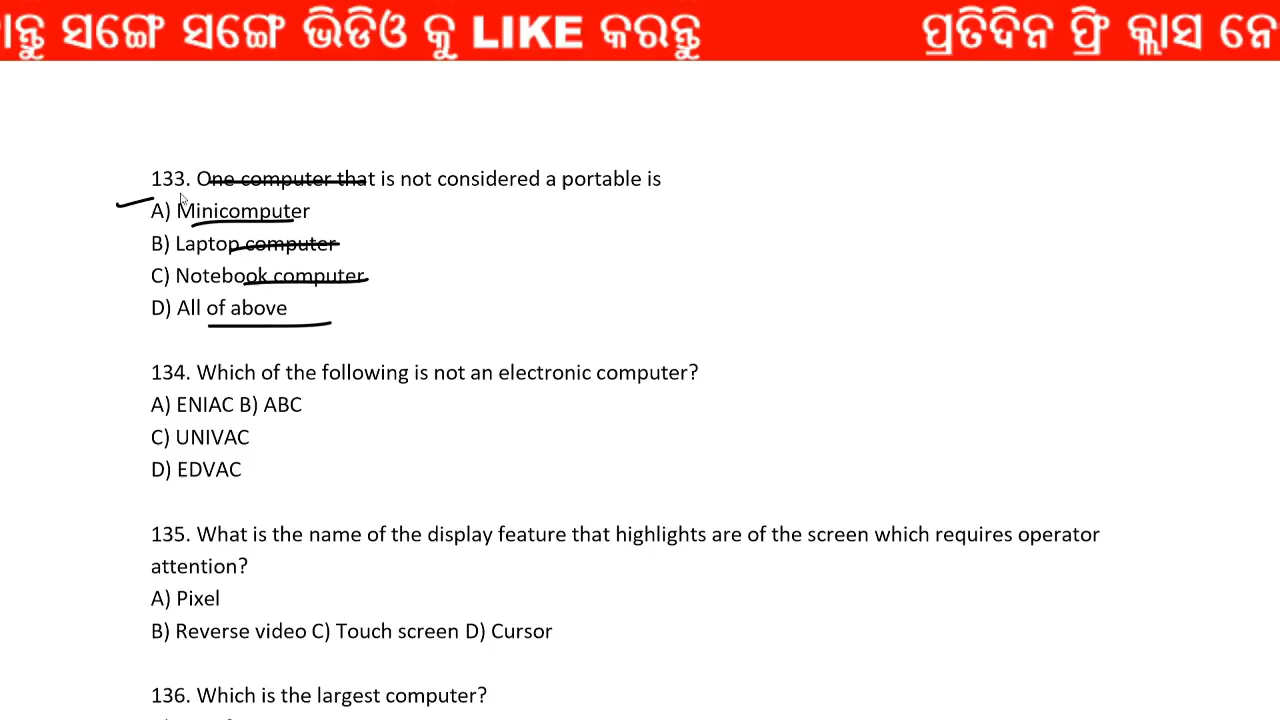 ସଙ୍ଗେ ସଙ୍ଗେ ଭିଡିଓ କୁ LIKE କରନ୍ତୁ ପ୍ରତିଦିନ ଫ୍ରି କ୍ଲାସ
133. One computer that is not considered a portable is
A) Minicomputer
B) Laptop computer
C) Notebook computer
D) All of above
134. Which of the following is not an electronic computer?
A) ENIAC B) ABC
C) UNIVAC
D) EDVAC
135. What is the name of the display feature that highlights are of the screen which requires operator
attention?
A) Pixel
B) Reverse video C) Touch screen D) Cursor
136. Which is the largest computer?